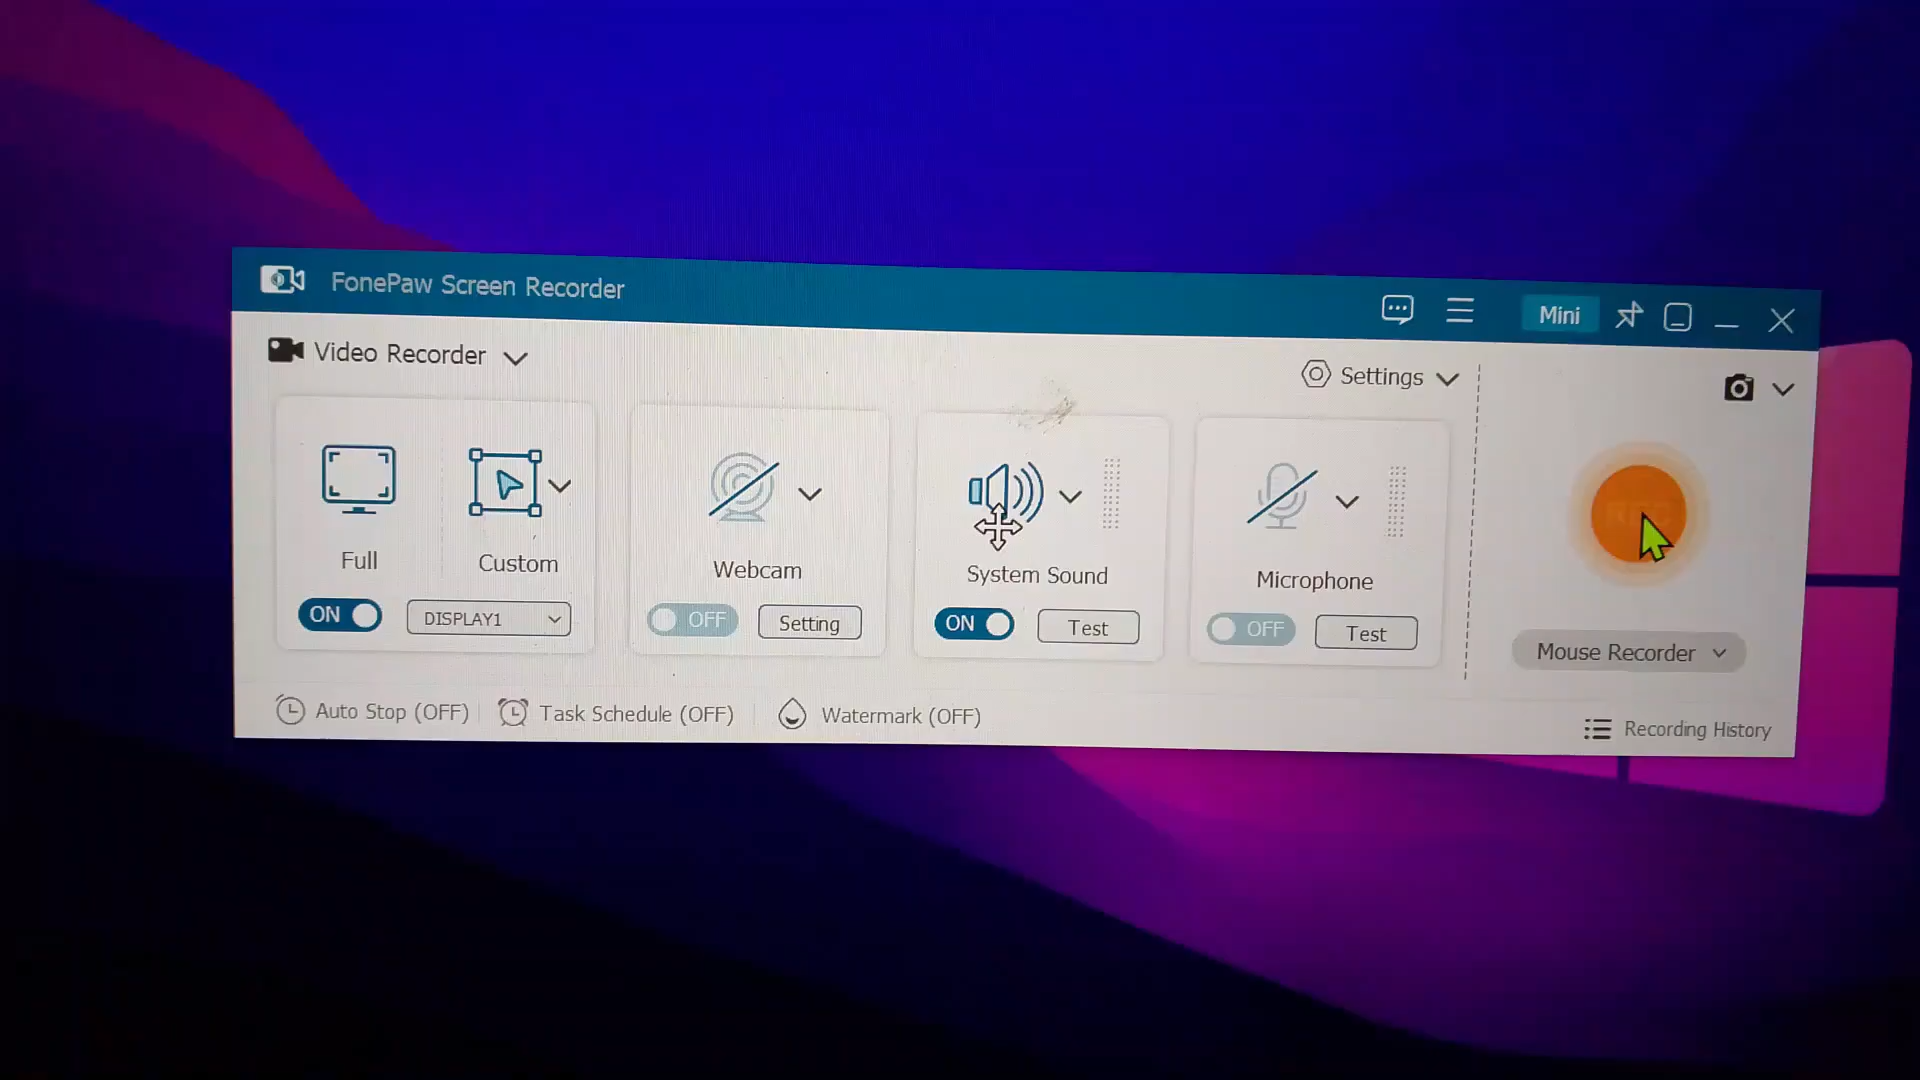 FonePaw Screen Recorder
Mini
Video Recorder
Settings
Full
Custom
Webcam
System Sound
Microphone
ON
DISPLAY1
OFF
Setting
ON
Test
OFF
Test
Mouse Recorder
Auto Stop (OFF)
Task Schedule (OFF)
Watermark (OFF)
Recording History